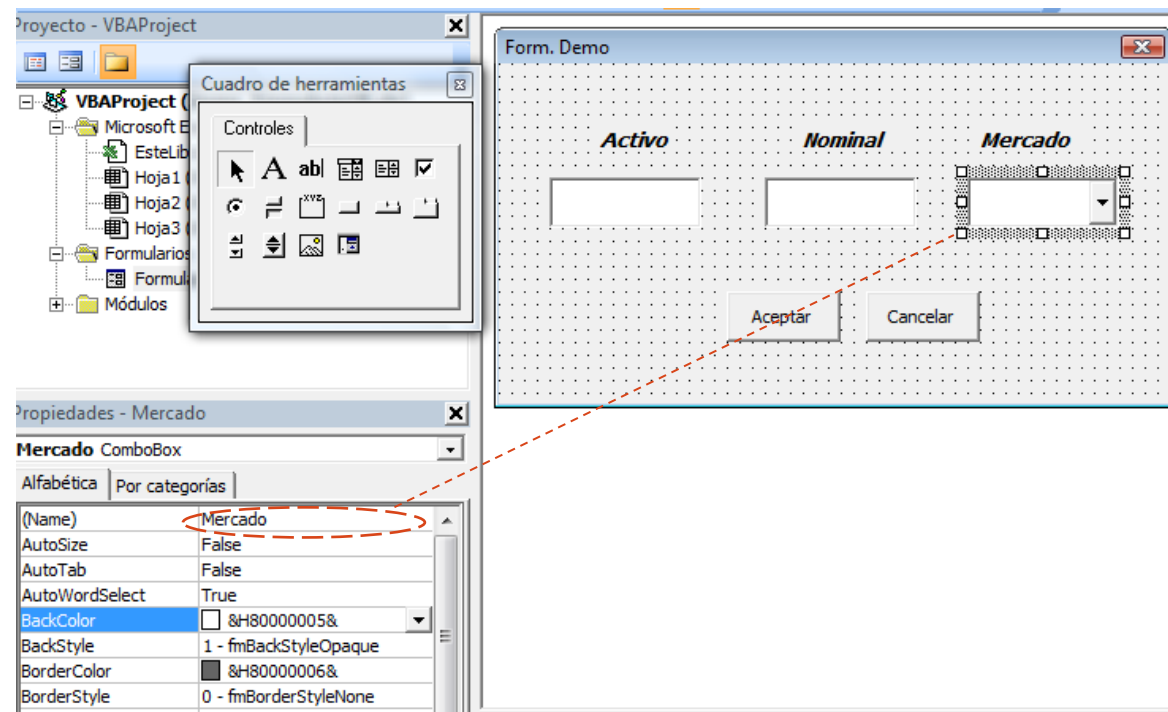 Proyecto - VBAProject
VBAProject (
Microsoft E
EsteLib
Hoja1 (
Hoja2 (
Hoja3 (
Formularios
Formul
Módulos
Cuadro de herramientas
Controles
A abl
XYZ
Form. Demo
Activo Nominal Mercado
Aceptar Cancelar
Propiedades - Mercado
Mercado ComboBox
Alfabética Por categorías
(Name) Mercado
AutoSize False
AutoTab False
AutoWordSelect True
BackColor &H80000005&
BackStyle 1 - fmBackStyleOpaque
BorderColor &H80000006&
BorderStyle 0 - fmBorderStyleNone